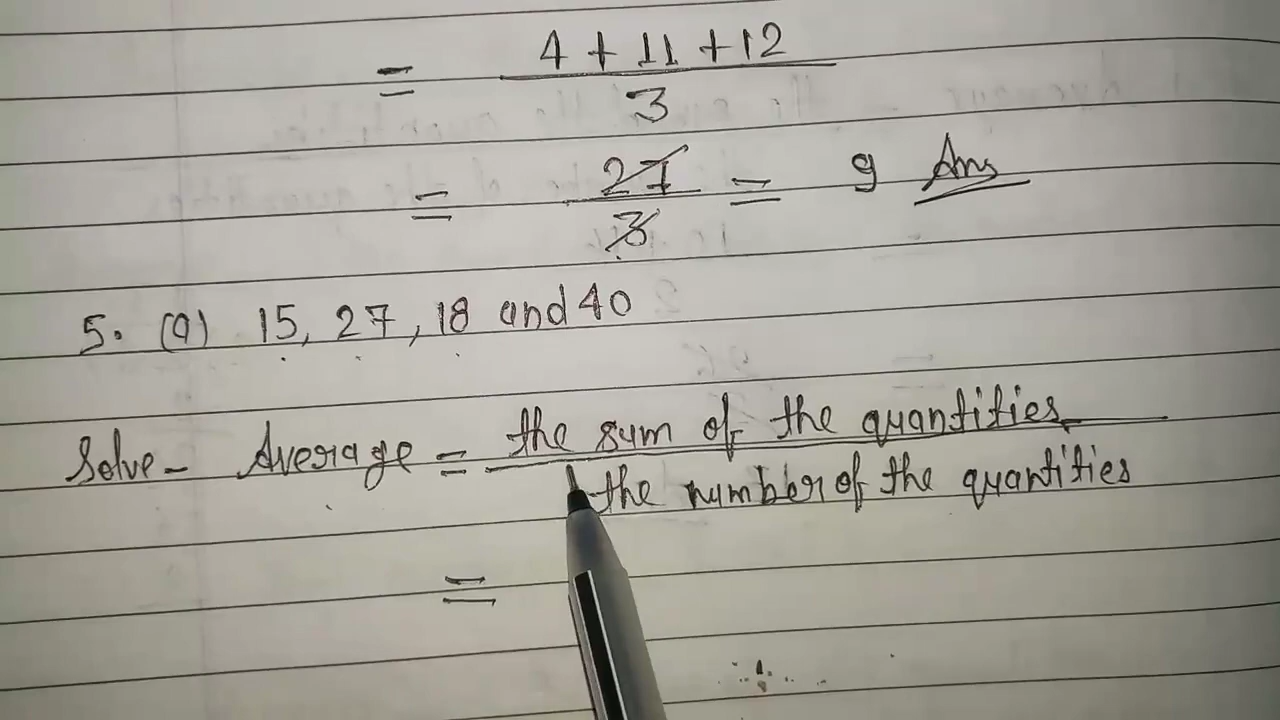 = 4 + 11 + 12
3
= 27 = 9 Ans
3
5. (a) 15, 27, 18 and 40
Solve - Average = the sum of the quantities
the number of the quantities
=